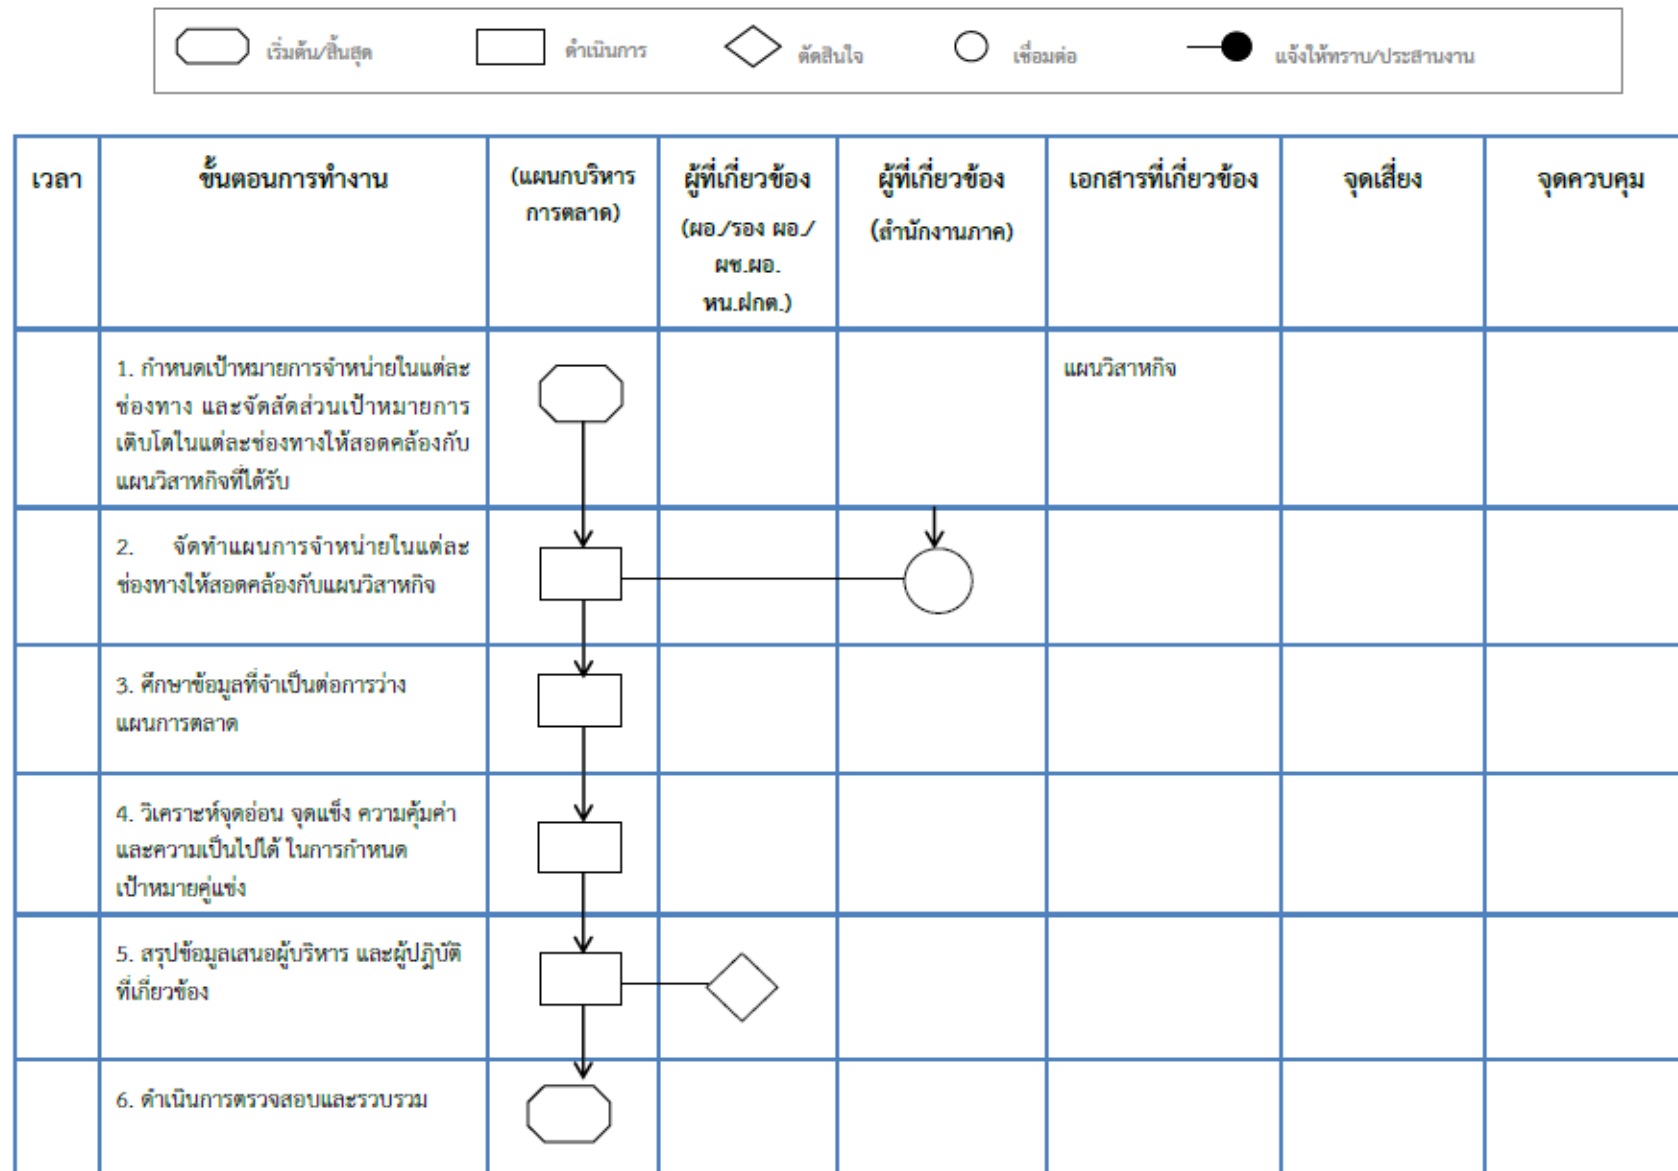 เริ่มต้น/สิ้นสุด
ดำเนินการ
ตัดสินใจ
เชื่อมต่อ
แจ้งให้ทราบ/ประสานงาน
เวลา
ขั้นตอนการทำงาน
(แผนกบริหาร
การตลาด)
ผู้ที่เกี่ยวข้อง
(ผอ./รอง ผอ./
ผช.ผอ.
หน.ฝกต.)
ผู้ที่เกี่ยวข้อง
(สำนักงานภาค)
เอกสารที่เกี่ยวข้อง
จุดเสี่ยง
จุดควบคุม
1. กำหนดเป้าหมายการจำหน่ายในแต่ละ
ช่องทาง และจัดสัดส่วนเป้าหมายการ
เติบโตในแต่ละช่องทางให้สอดคล้องกับ
แผนวิสาหกิจที่ได้รับ
แผนวิสาหกิจ
2. จัดทำแผนการจำหน่ายในแต่ละ
ช่องทางให้สอดคล้องกับแผนวิสาหกิจ
3. ศึกษาข้อมูลที่จำเป็นต่อการว่าง
แผนการตลาด
4. วิเคราะห์จุดอ่อน จุดแข็ง ความคุ้มค่า
และความเป็นไปได้ ในการกำหนด
เป้าหมายคู่แข่ง
5. สรุปข้อมูลเสนอผู้บริหาร และผู้ปฎิบัติ
ที่เกี่ยวข้อง
6. ดำเนินการตรวจสอบและรวบรวม